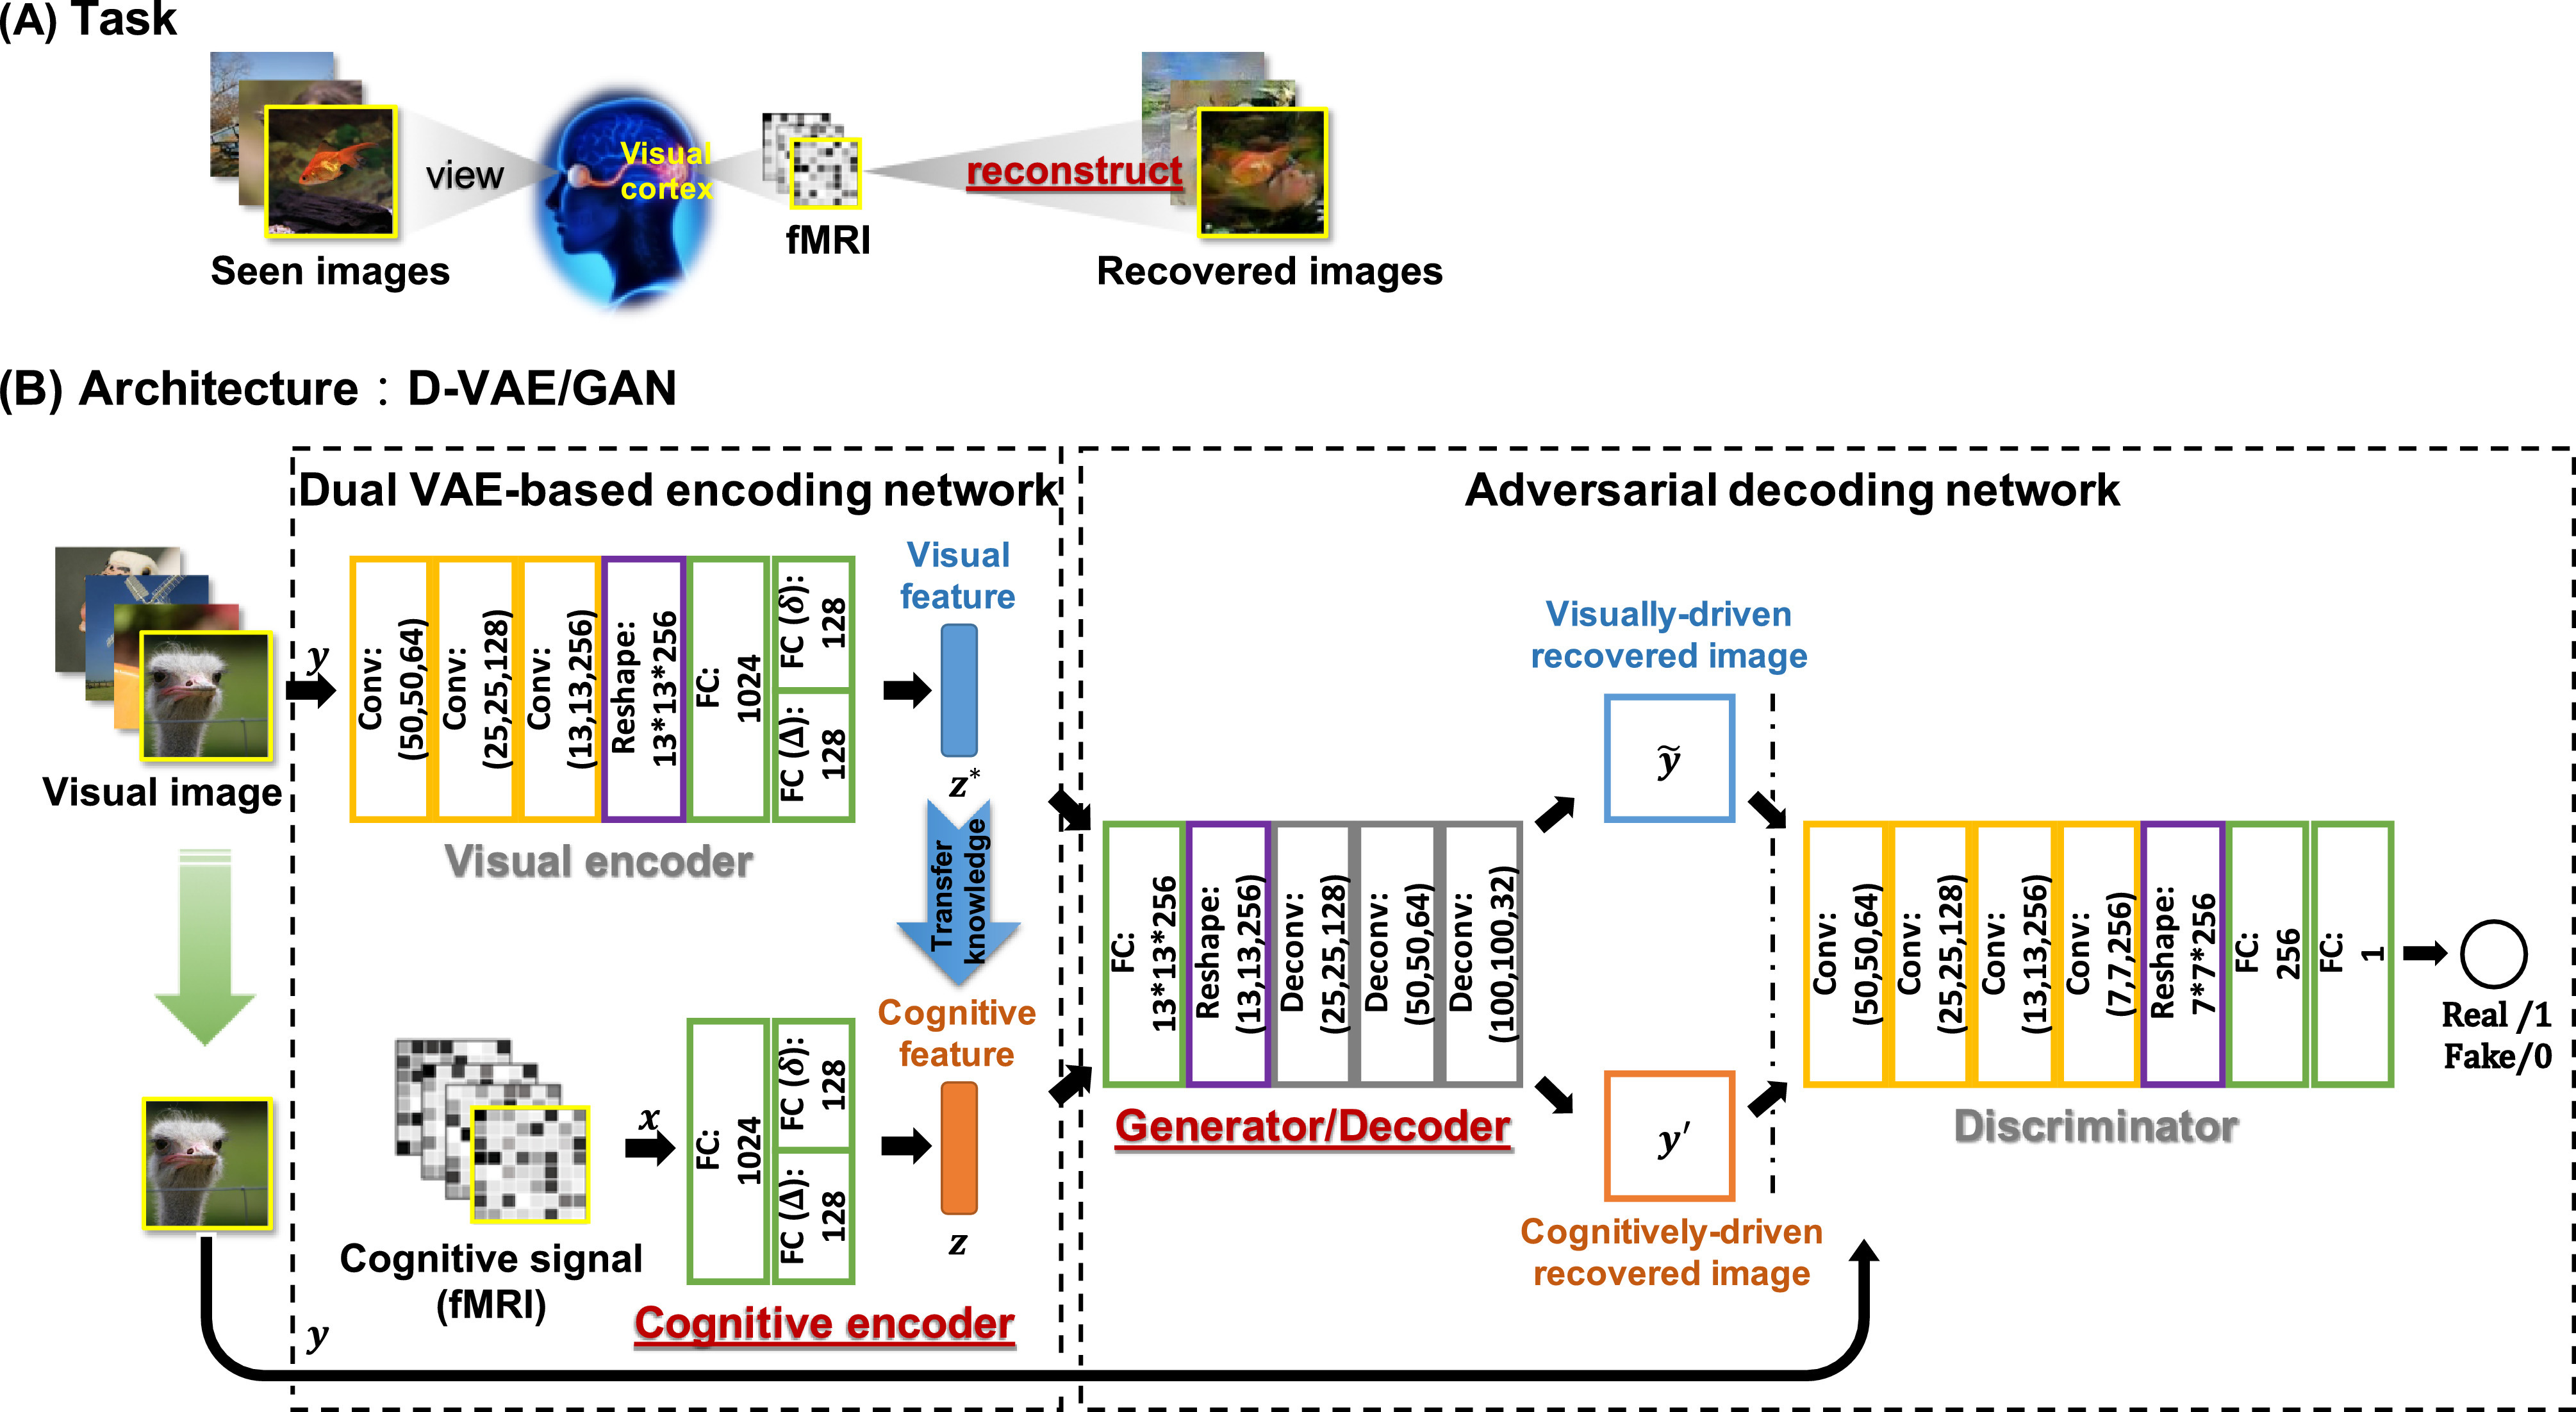 (A) Task
view
Visual
cortex
reconstruct
fMRI
Seen images
Recovered images
(B) Architecture : D-VAE/GAN
Dual VAE-based encoding network
Adversarial decoding network
Visual image
y
Conv:
(50,50,64)
Conv:
(25,25,128)
Conv:
(13,13,256)
Reshape:
13*13*256
FC:
1024
FC (δ):
128
FC (Δ):
128
Visual encoder
Visual
feature
z*
Transfer
knowledge
Cognitive
feature
z
Cognitive signal
(fMRI)
x
FC:
1024
FC (δ):
128
FC (Δ):
128
Cognitive encoder
y
FC:
13*13*256
Reshape:
(13,13,256)
Deconv:
(25,25,128)
Deconv:
(50,50,64)
Deconv:
(100,100,32)
Generator/Decoder
Visually-driven
recovered image
ỹ
y′
Cognitively-driven
recovered image
Conv:
(50,50,64)
Conv:
(25,25,128)
Conv:
(13,13,256)
Conv:
(7,7,256)
Reshape:
7*7*256
FC:
256
FC:
1
Discriminator
Real /1
Fake/0